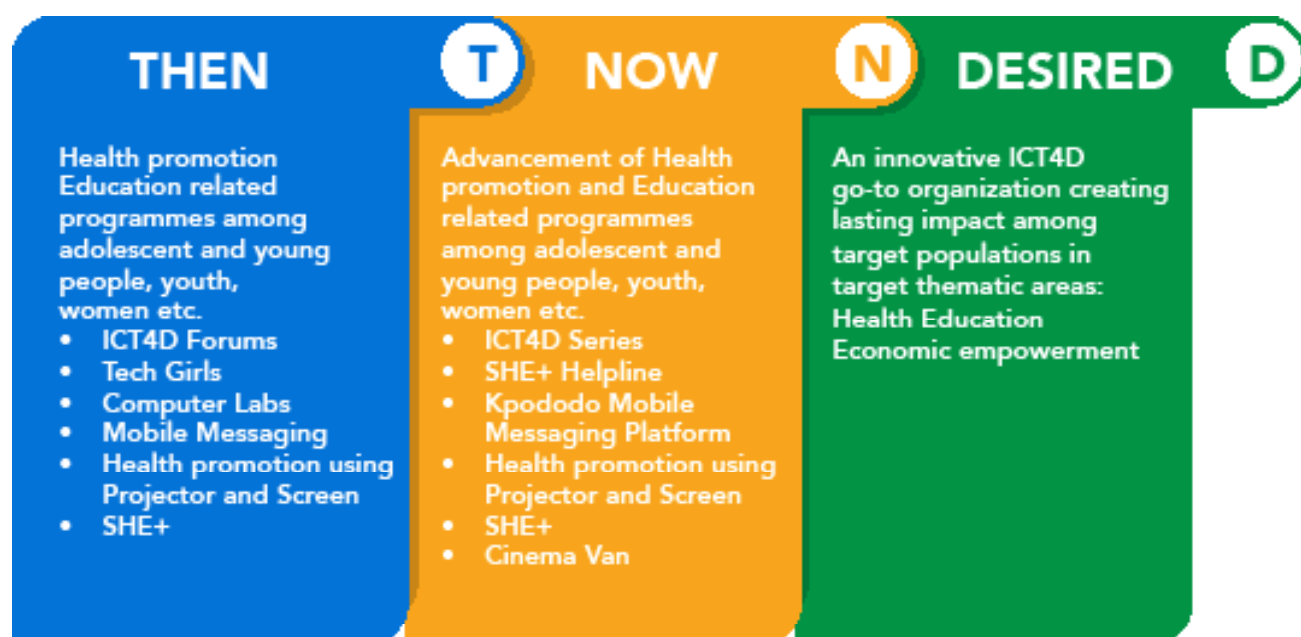 THEN
T
Health promotion
Education related
programmes among
adolescent and young
people, youth,
women etc.
• ICT4D Forums
• Tech Girls
• Computer Labs
• Mobile Messaging
• Health promotion using
Projector and Screen
• SHE+
NOW
N
Advancement of Health
promotion and Education
related programmes
among adolescent and
young people, youth,
women etc.
• ICT4D Series
• SHE+ Helpline
• Kpododo Mobile
Messaging Platform
• Health promotion using
Projector and Screen
• SHE+
• Cinema Van
DESIRED
D
An innovative ICT4D
go-to organization creating
lasting impact among
target populations in
target thematic areas:
Health Education
Economic empowerment